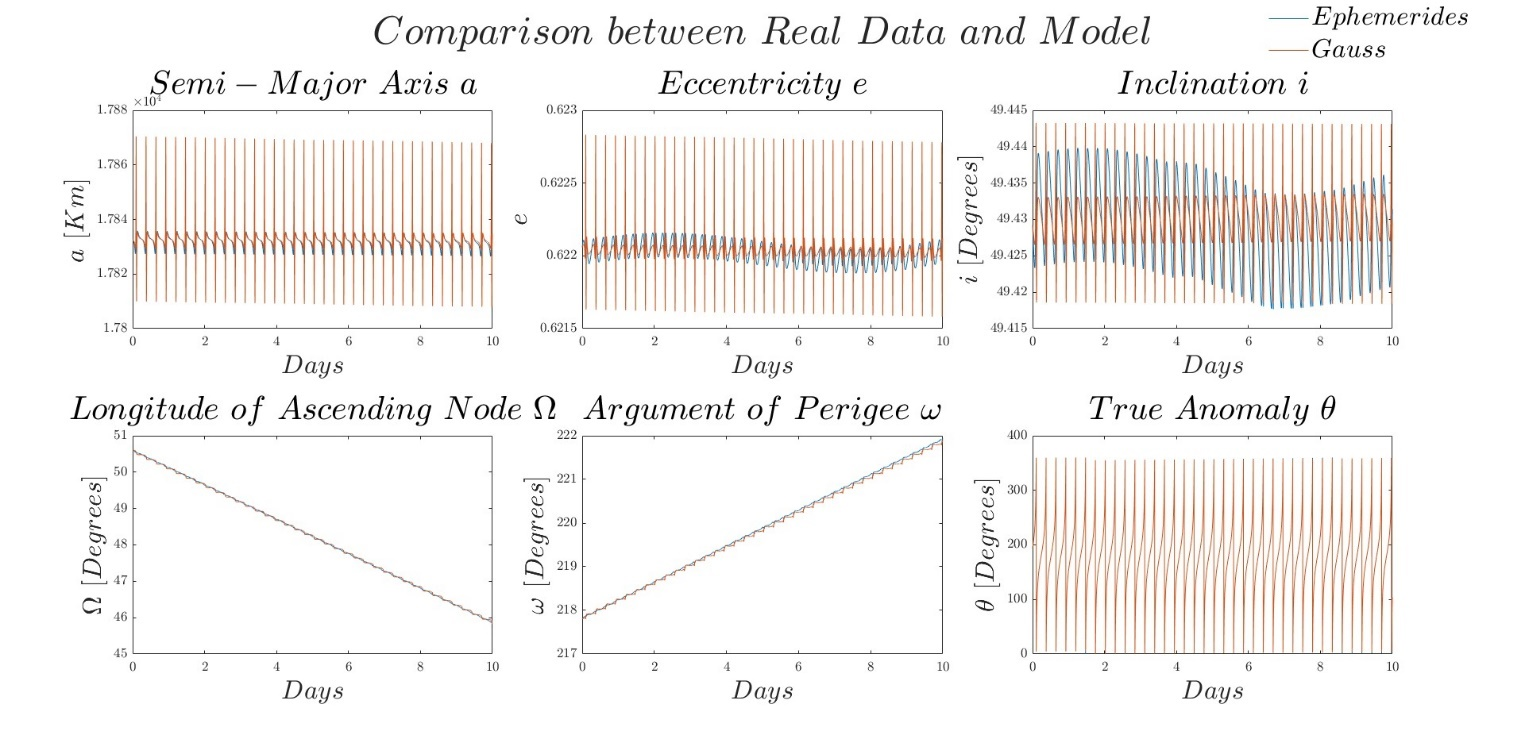 Comparison between Real Data and Model
Ephemerides
Gauss
Semi − Major Axis a
×10⁴
1.788
1.786
1.784
1.782
1.78
a [Km]
0 2 4 6 8 10
Days
Eccentricity e
0.623
0.6225
0.622
0.6215
e
0 2 4 6 8 10
Days
Inclination i
49.445
49.44
49.435
49.43
49.425
49.42
49.415
i [Degrees]
0 2 4 6 8 10
Days
Longitude of Ascending Node Ω
51
50
49
48
47
46
45
Ω [Degrees]
0 2 4 6 8 10
Days
Argument of Perigee ω
222
221
220
219
218
217
ω [Degrees]
0 2 4 6 8 10
Days
True Anomaly θ
400
300
200
100
0
θ [Degrees]
0 2 4 6 8 10
Days